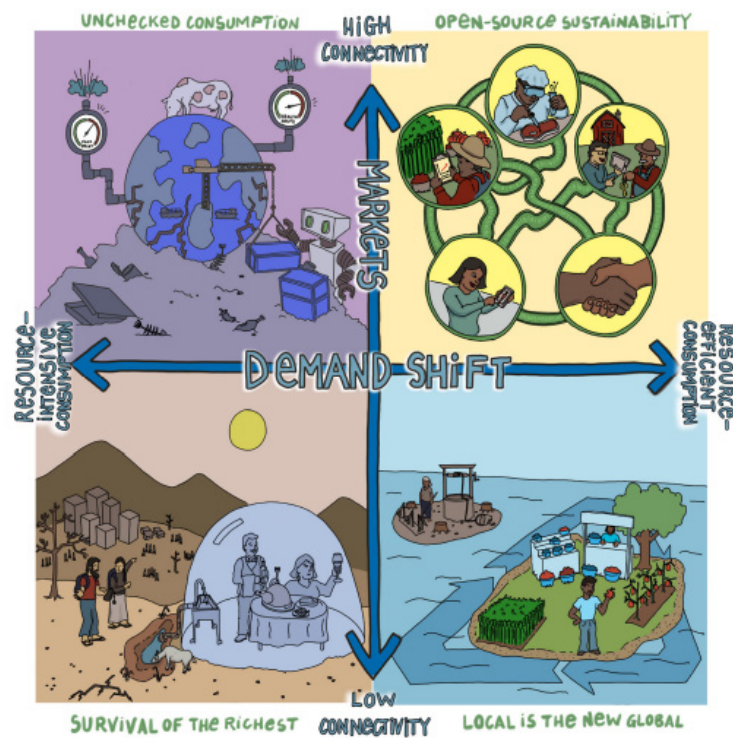 UNCHECKED CONSUMPTION
HIGH
CONNECTIVITY
OPEN-SOURCE SUSTAINABILITY
MARKETS
RESOURCE-
INTENSIVE
CONSUMPTION
DEMAND SHIFT
RESOURCE-
EFFICIENT
CONSUMPTION
SURVIVAL OF THE RICHEST
LOW
CONNECTIVITY
LOCAL IS THE NEW GLOBAL